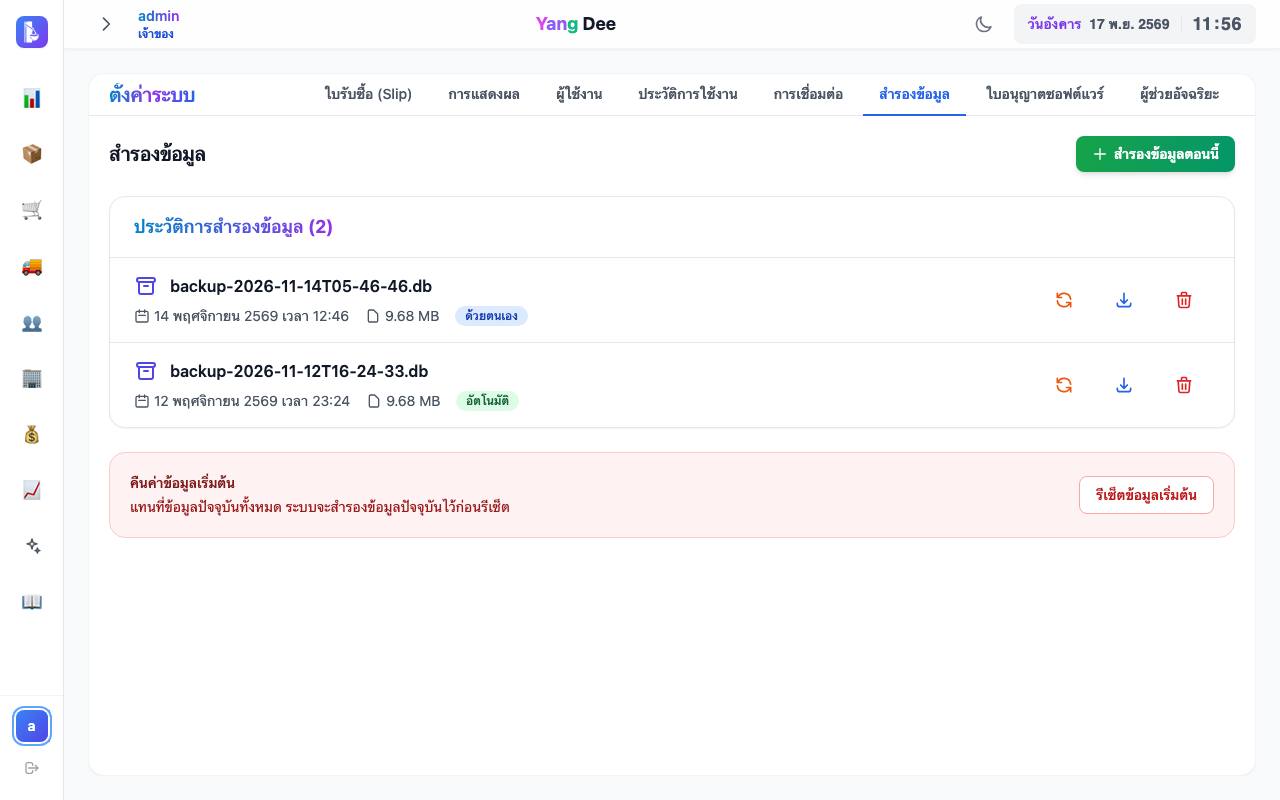 admin
เจ้าของ
Yang Dee
วันอังคาร 17 พ.ย. 2569 11:56
ตั้งค่าระบบ
ใบรับซื้อ (Slip) การแสดงผล ผู้ใช้งาน ประวัติการใช้งาน การเชื่อมต่อ สำรองข้อมูล ใบอนุญาตซอฟต์แวร์ ผู้ช่วยอัจฉริยะ
สำรองข้อมูล
สำรองข้อมูลตอนนี้
ประวัติการสำรองข้อมูล (2)
backup-2026-11-14T05-46-46.db
14 พฤศจิกายน 2569 เวลา 12:46 9.68 MB ด้วยตนเอง
backup-2026-11-12T16-24-33.db
12 พฤศจิกายน 2569 เวลา 23:24 9.68 MB อัตโนมัติ
คืนค่าข้อมูลเริ่มต้น
แทนที่ข้อมูลปัจจุบันทั้งหมด ระบบจะสำรองข้อมูลปัจจุบันไว้ก่อนรีเซ็ต
รีเซ็ตข้อมูลเริ่มต้น
a